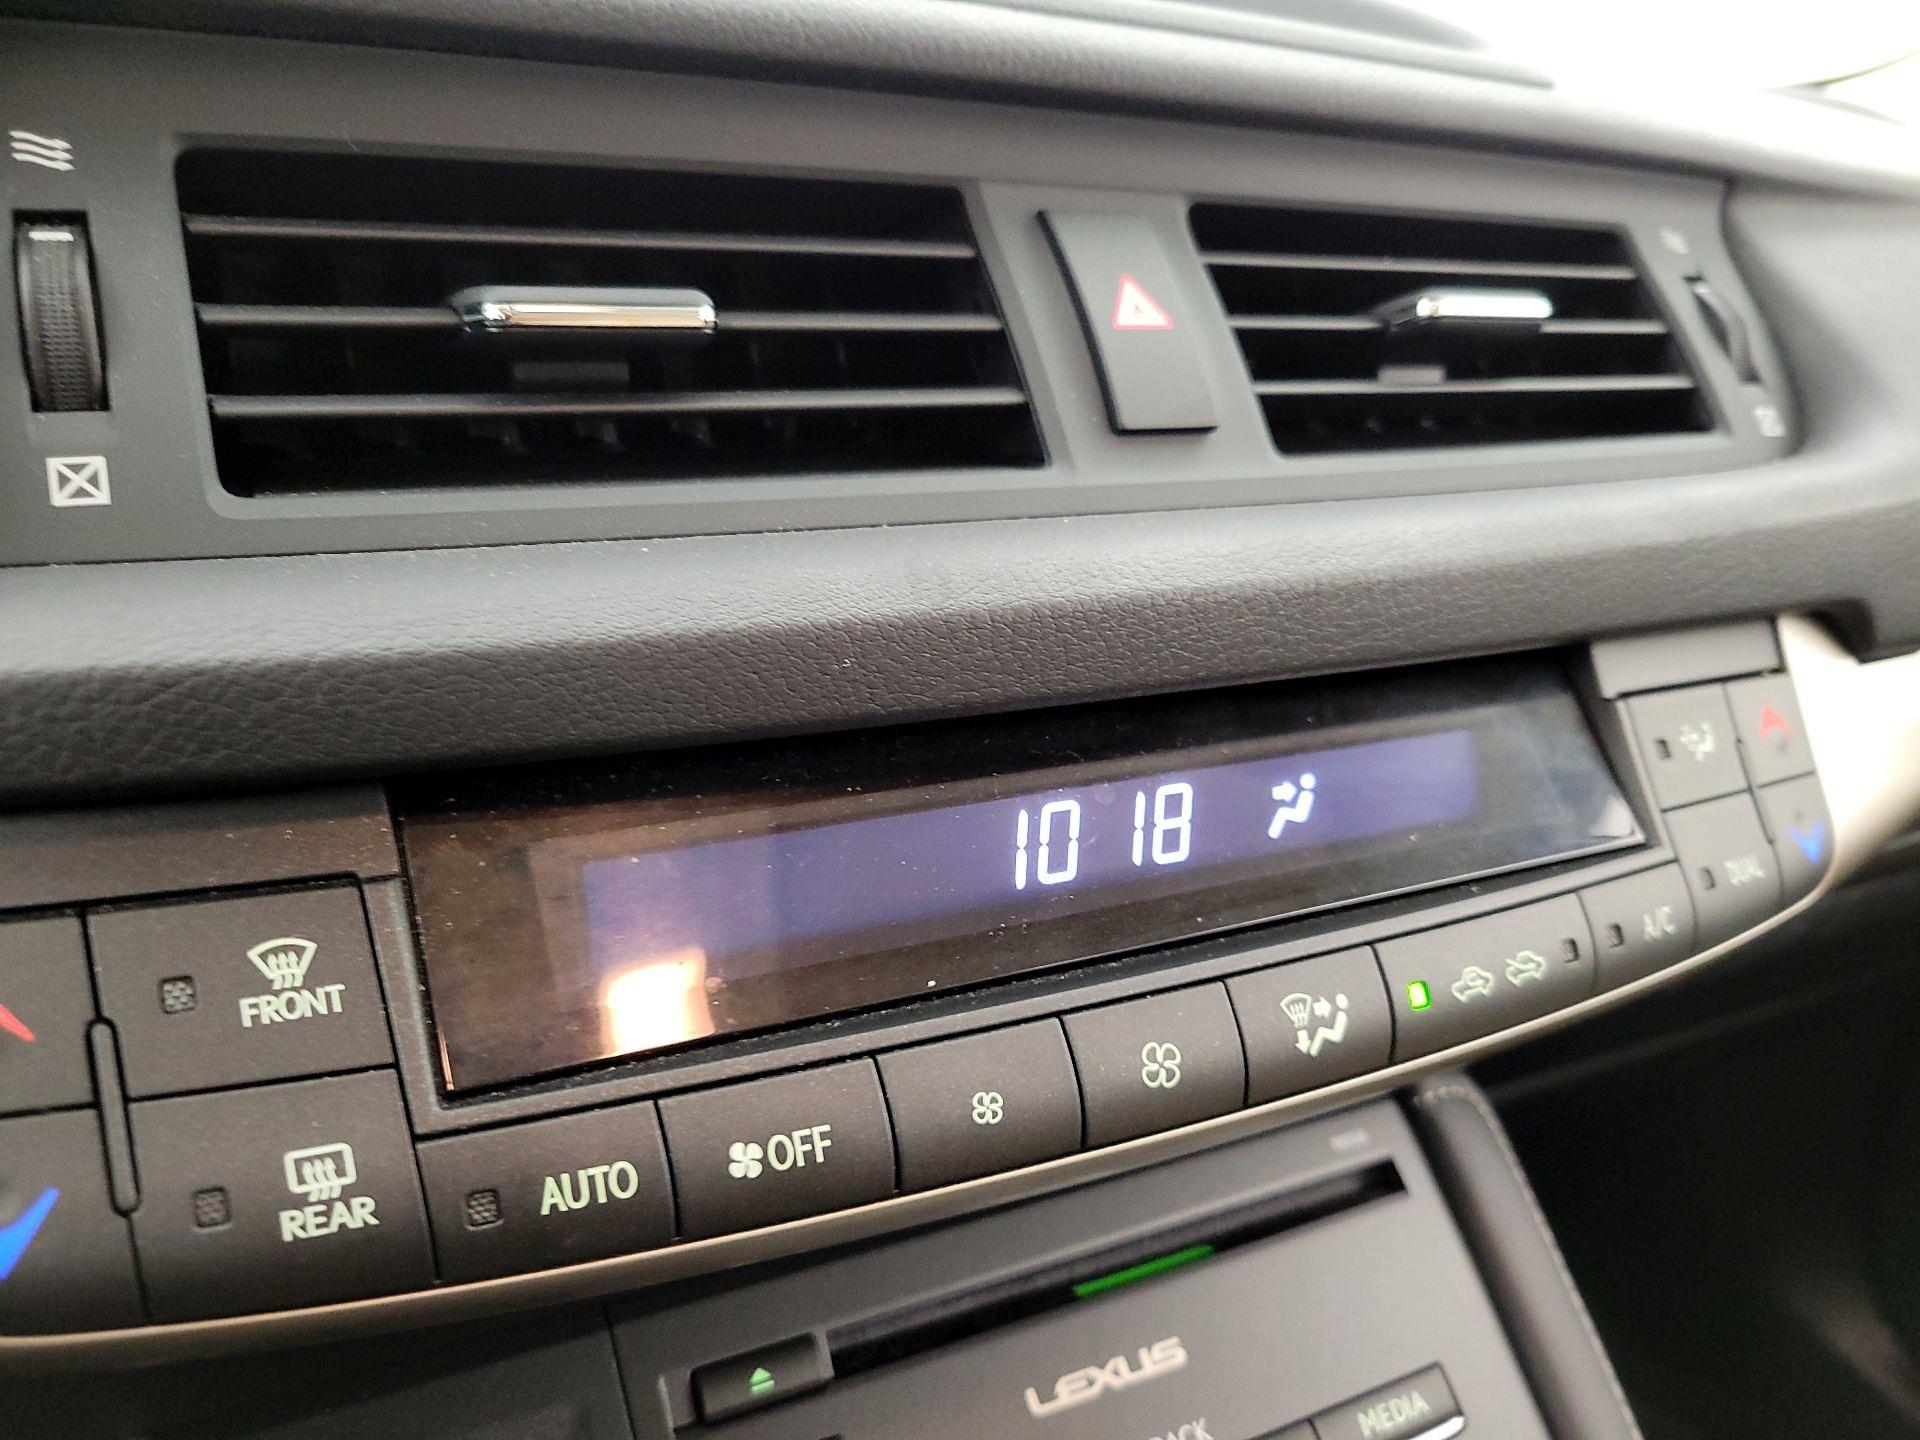 10 18
FRONT
REAR
AUTO
OFF
A/C
DUAL
LEXUS
MEDIA